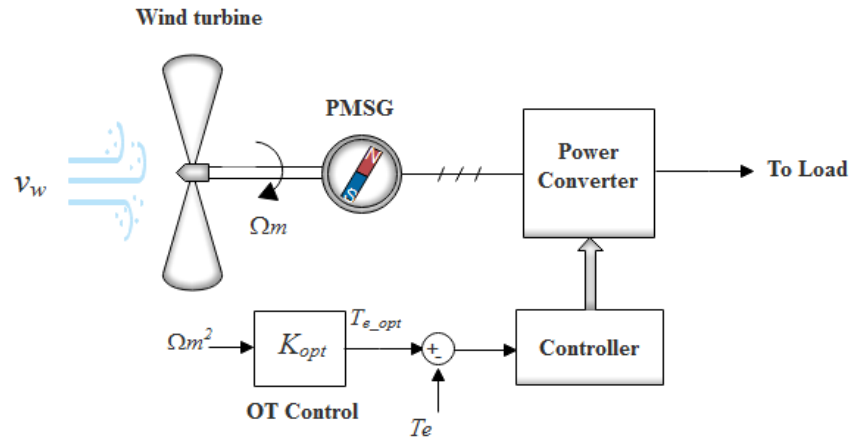 Wind turbine
PMSG
N
S
Power
Converter
To Load
v_w
Ωm
Ωm²
K_opt
T_e_opt
+
-
Controller
OT Control
Te